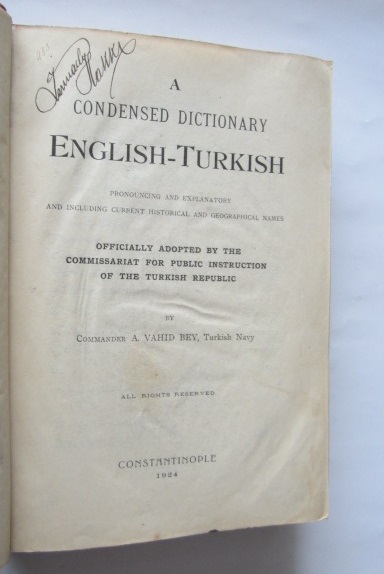 A
CONDENSED DICTIONARY
ENGLISH-TURKISH
PRONOUNCING AND EXPLANATORY
AND INCLUDING CURRENT HISTORICAL AND GEOGRAPHICAL NAMES
OFFICIALLY ADOPTED BY THE
COMMISSARIAT FOR PUBLIC INSTRUCTION
OF THE TURKISH REPUBLIC
BY
COMMANDER A. VAHID BEY, Turkish Navy
ALL RIGHTS RESERVED
CONSTANTINOPLE
1924